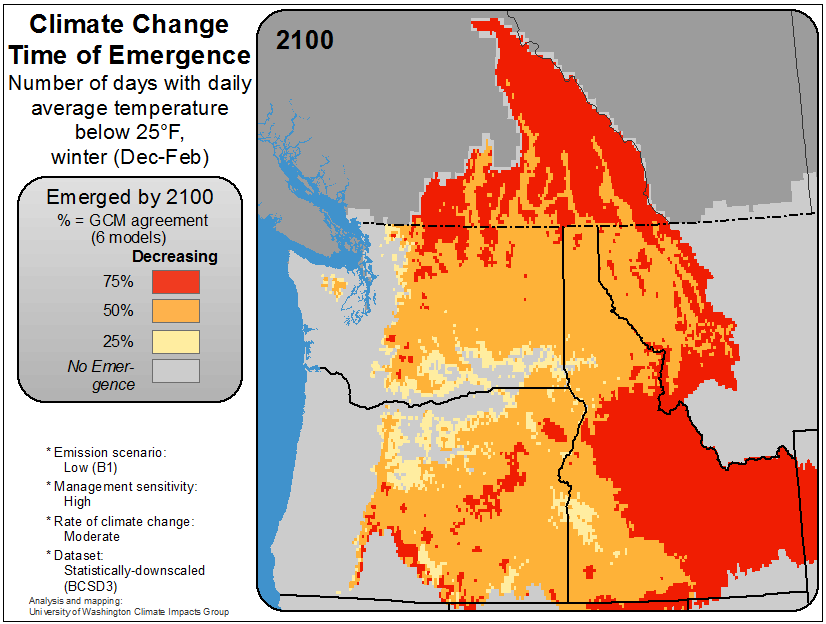 Climate Change
Time of Emergence
Number of days with daily
average temperature
below 25°F,
winter (Dec-Feb)
Emerged by 2100
% = GCM agreement
(6 models)
Decreasing
75%
50%
25%
No Emer-
gence
* Emission scenario:
Low (B1)
* Management sensitivity:
High
* Rate of climate change:
Moderate
* Dataset:
Statistically-downscaled
(BCSD3)
Analysis and mapping:
University of Washington Climate Impacts Group
2100